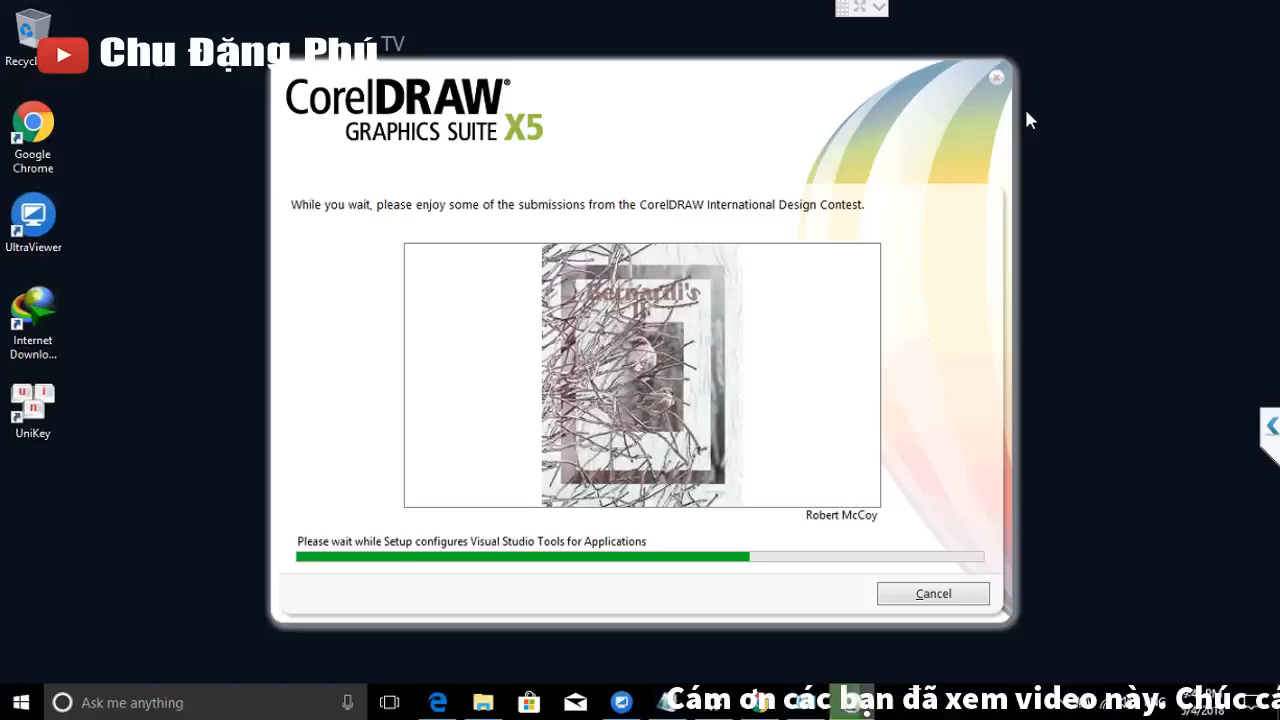 Chu Đặng Phú TV
Google
Chrome
UltraViewer
Internet
Downlo...
u i
n
UniKey
CorelDRAW®
GRAPHICS SUITE X5
While you wait, please enjoy some of the submissions from the CorelDRAW International Design Contest.
Bernardi's
Robert McCoy
Please wait while Setup configures Visual Studio Tools for Applications
Cancel
Ask me anything
Cám ơn các bạn đã xem video này. Chúc cá